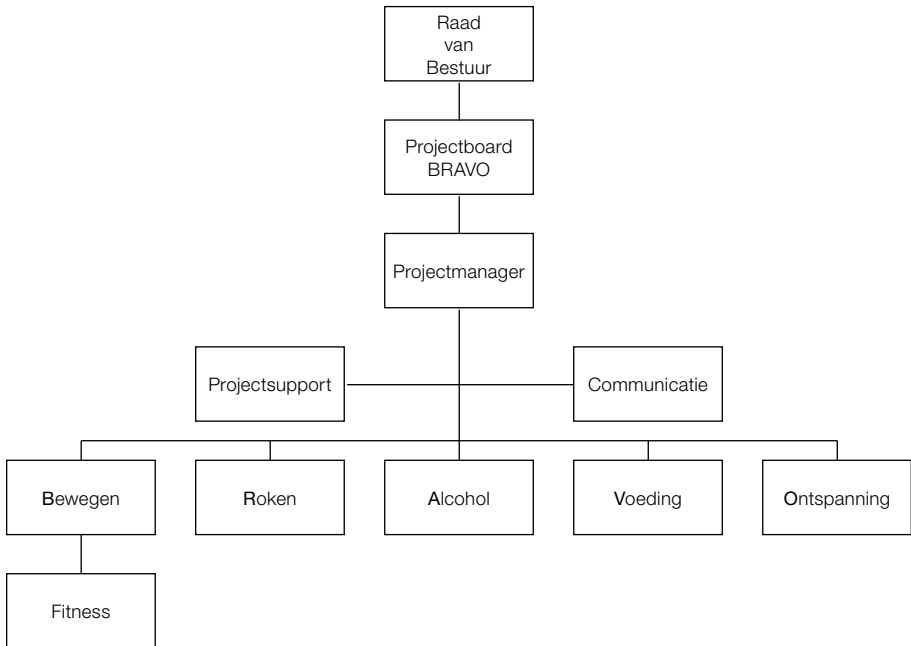 Raad
van
Bestuur
Projectboard
BRAVO
Projectmanager
Projectsupport
Communicatie
Bewegen
Roken
Alcohol
Voeding
Ontspanning
Fitness